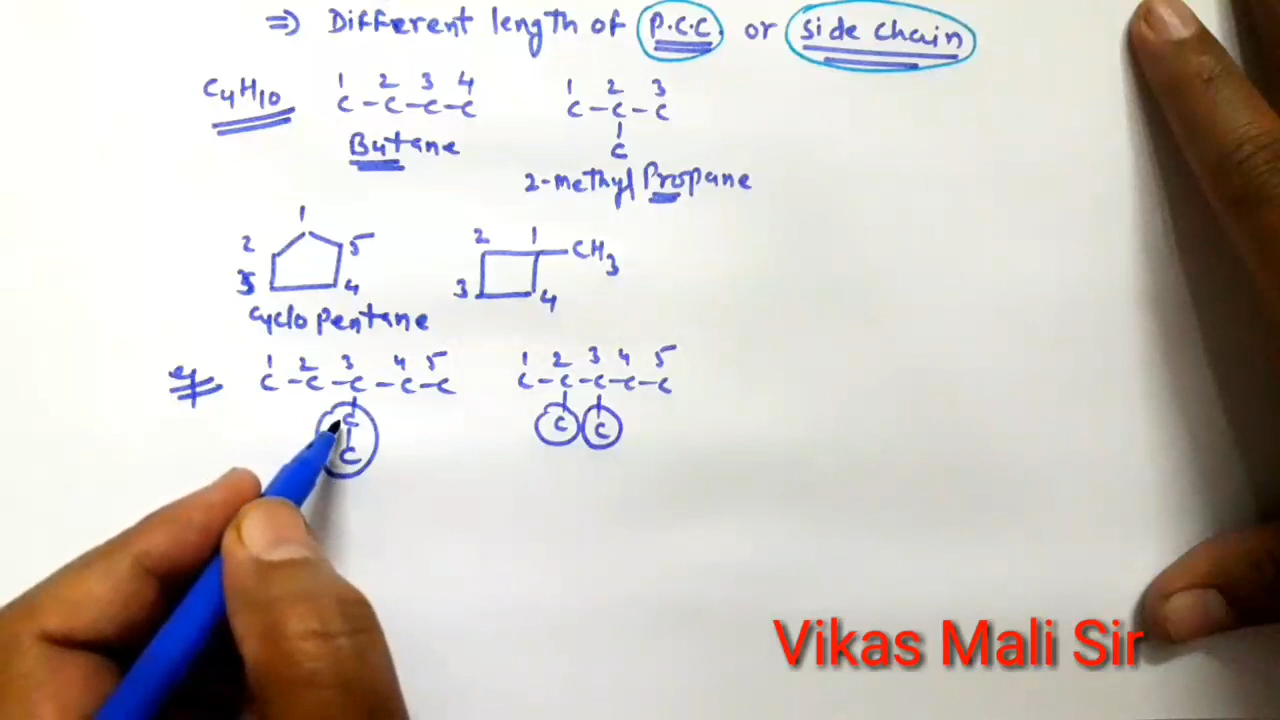 ⇒ Different length of P.C.C. or side chain
C4H10
1 2 3 4
C-C-C-C
Butane
1 2 3
C-C-C
C
2-methyl Propane
1
2 5
3 4
cyclo pentane
2 1
CH3
3 4
eg
1 2 3 4 5
C-C-C-C-C
C
C
1 2 3 4 5
C-C-C-C-C
C C
Vikas Mali Sir